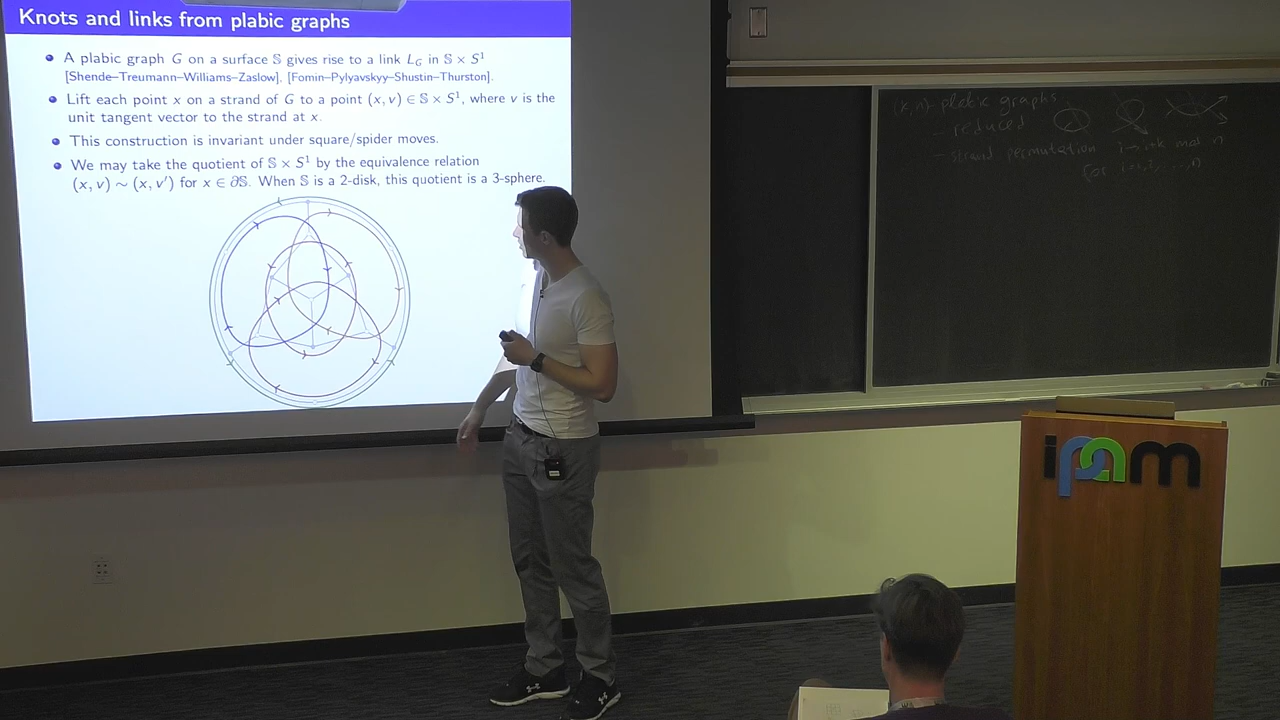 Knots and links from plabic graphs
A plabic graph G on a surface 𝕊 gives rise to a link L_G in 𝕊 × S¹
[Shende–Treumann–Williams–Zaslow], [Fomin–Pylyavskyy–Shustin–Thurston].
Lift each point x on a strand of G to a point (x, v) ∈ 𝕊 × S¹, where v is the
unit tangent vector to the strand at x.
This construction is invariant under square/spider moves.
We may take the quotient of 𝕊 × S¹ by the equivalence relation
(x, v) ∼ (x, v′) for x ∈ ∂𝕊. When 𝕊 is a 2-disk, this quotient is a 3-sphere.
plabic graphs
- reduced
- strand permutation i → i+k mod n
for i=1,2,...,n
ipam